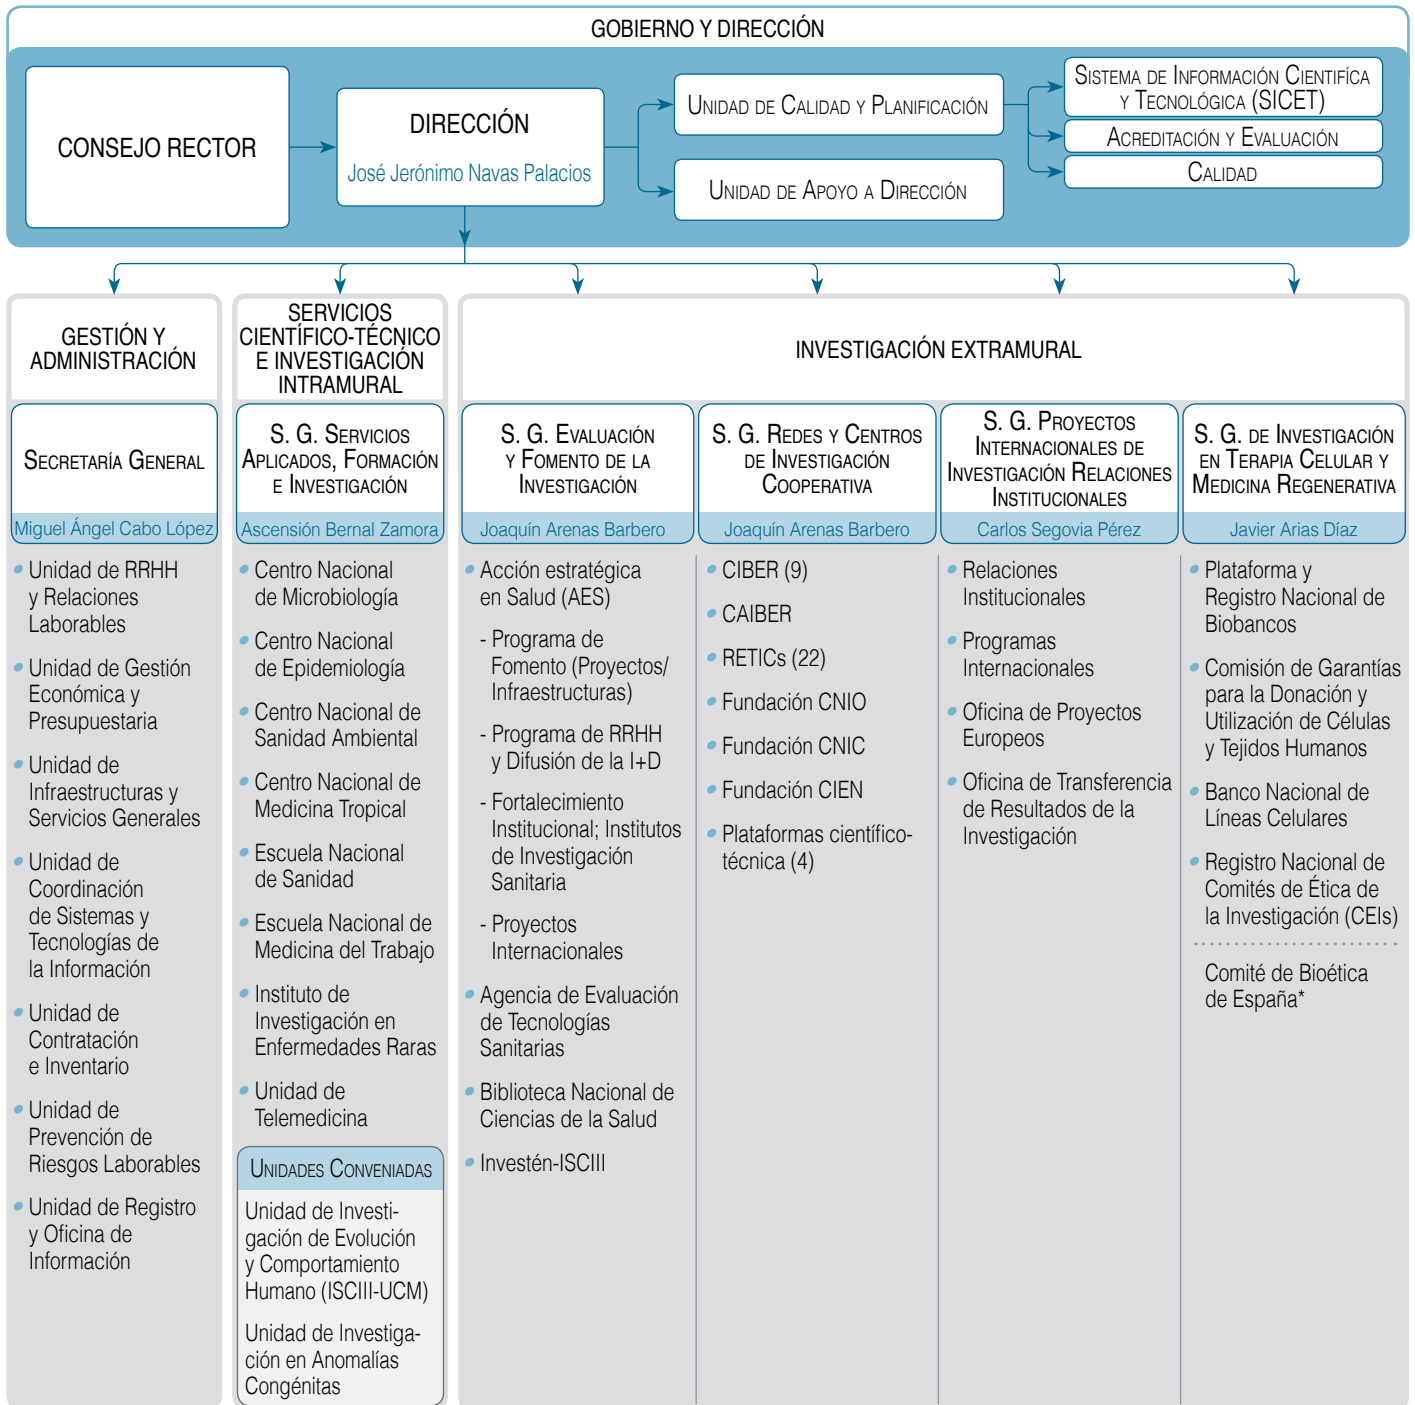 GOBIERNO Y DIRECCIÓN
CONSEJO RECTOR
DIRECCIÓN
José Jerónimo Navas Palacios
Unidad de Calidad y Planificación
Unidad de Apoyo a Dirección
Sistema de Información Científíca
y Tecnológica (SICET)
Acreditación y Evaluación
Calidad
GESTIÓN Y
ADMINISTRACIÓN
Secretaría General
Miguel Ángel Cabo López
• Unidad de RRHH
y Relaciones
Laborables
• Unidad de Gestión
Económica y
Presupuestaria
• Unidad de
Infraestructuras y
Servicios Generales
• Unidad de
Coordinación
de Sistemas y
Tecnologías de
la Información
• Unidad de
Contratación
e Inventario
• Unidad de
Prevención de
Riesgos Laborables
• Unidad de Registro
y Oficina de
Información
SERVICIOS
CIENTÍFICO-TÉCNICO
E INVESTIGACIÓN
INTRAMURAL
S. G. Servicios
Aplicados, Formación
e Investigación
Ascensión Bernal Zamora
• Centro Nacional
de Microbiología
• Centro Nacional
de Epidemiología
• Centro Nacional de
Sanidad Ambiental
• Centro Nacional de
Medicina Tropical
• Escuela Nacional
de Sanidad
• Escuela Nacional de
Medicina del Trabajo
• Instituto de
Investigación en
Enfermedades Raras
• Unidad de
Telemedicina
Unidades Conveniadas
Unidad de Investi-
gación de Evolución
y Comportamiento
Humano (ISCIII-UCM)
Unidad de Investiga-
ción en Anomalías
Congénitas
INVESTIGACIÓN EXTRAMURAL
S. G. Evaluación
y Fomento de la
Investigación
Joaquín Arenas Barbero
• Acción estratégica
en Salud (AES)
- Programa de
Fomento (Proyectos/
Infraestructuras)
- Programa de RRHH
y Difusión de la I+D
- Fortalecimiento
Institucional; Institutos
de Investigación
Sanitaria
- Proyectos
Internacionales
• Agencia de Evaluación
de Tecnologías
Sanitarias
• Biblioteca Nacional de
Ciencias de la Salud
• Investén-ISCIII
S. G. Redes y Centros
de Investigación
Cooperativa
Joaquín Arenas Barbero
• CIBER (9)
• CAIBER
• RETICs (22)
• Fundación CNIO
• Fundación CNIC
• Fundación CIEN
• Plataformas científico-
técnica (4)
S. G. Proyectos
Internacionales de
Investigación Relaciones
Institucionales
Carlos Segovia Pérez
• Relaciones
Institucionales
• Programas
Internacionales
• Oficina de Proyectos
Europeos
• Oficina de Transferencia
de Resultados de la
Investigación
S. G. de Investigación
en Terapia Celular y
Medicina Regenerativa
Javier Arias Díaz
• Plataforma y
Registro Nacional de
Biobancos
• Comisión de Garantías
para la Donación y
Utilización de Células
y Tejidos Humanos
• Banco Nacional de
Líneas Celulares
• Registro Nacional de
Comités de Ética de
la Investigación (CEIs)
Comité de Bioética
de España*